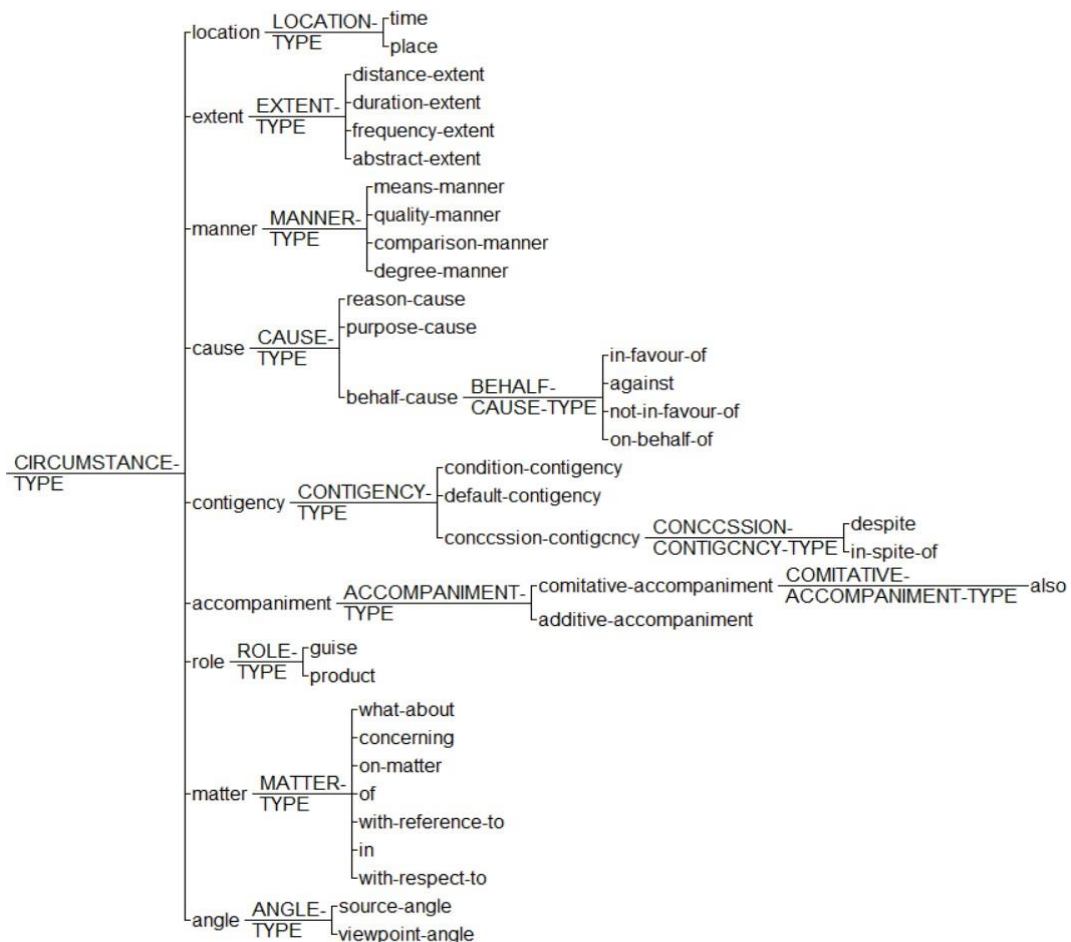 location LOCATION-TYPE time
place
extent EXTENT-TYPE distance-extent
duration-extent
frequency-extent
abstract-extent
manner MANNER-TYPE means-manner
quality-manner
comparison-manner
degree-manner
cause CAUSE-TYPE reason-cause
purpose-cause
behalf-cause BEHALF-CAUSE-TYPE in-favour-of
against
not-in-favour-of
on-behalf-of
CIRCUMSTANCE-TYPE
contigency CONTIGENCY-TYPE condition-contigency
default-contigency
conccssion-contigcncy CONCCSSION-CONTIGCNCY-TYPE despite
in-spite-of
accompaniment ACCOMPANIMENT-TYPE comitative-accompaniment COMITATIVE-ACCOMPANIMENT-TYPE also
additive-accompaniment
role ROLE-TYPE guise
product
matter MATTER-TYPE what-about
concerning
on-matter
of
with-reference-to
in
with-respect-to
angle ANGLE-TYPE source-angle
viewpoint-angle